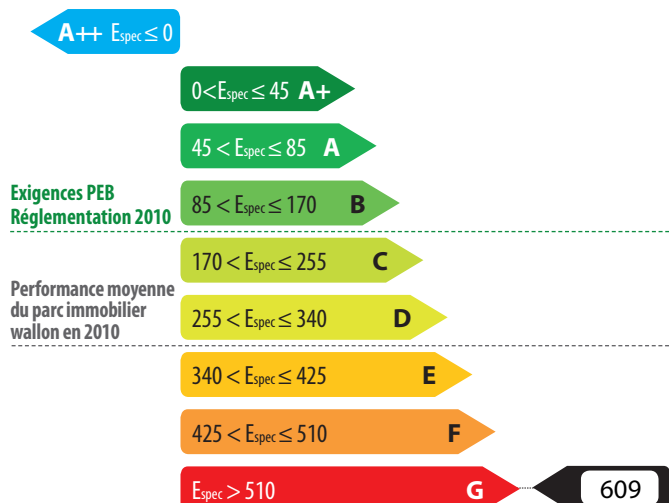 A++ Espec ≤ 0
0<Espec ≤ 45 A+
45 < Espec ≤ 85 A
Exigences PEB
Réglementation 2010
85 < Espec ≤ 170 B
170 < Espec ≤ 255 C
Performance moyenne
du parc immobilier
wallon en 2010
255 < Espec ≤ 340 D
340 < Espec ≤ 425 E
425 < Espec ≤ 510 F
Espec > 510 G
609